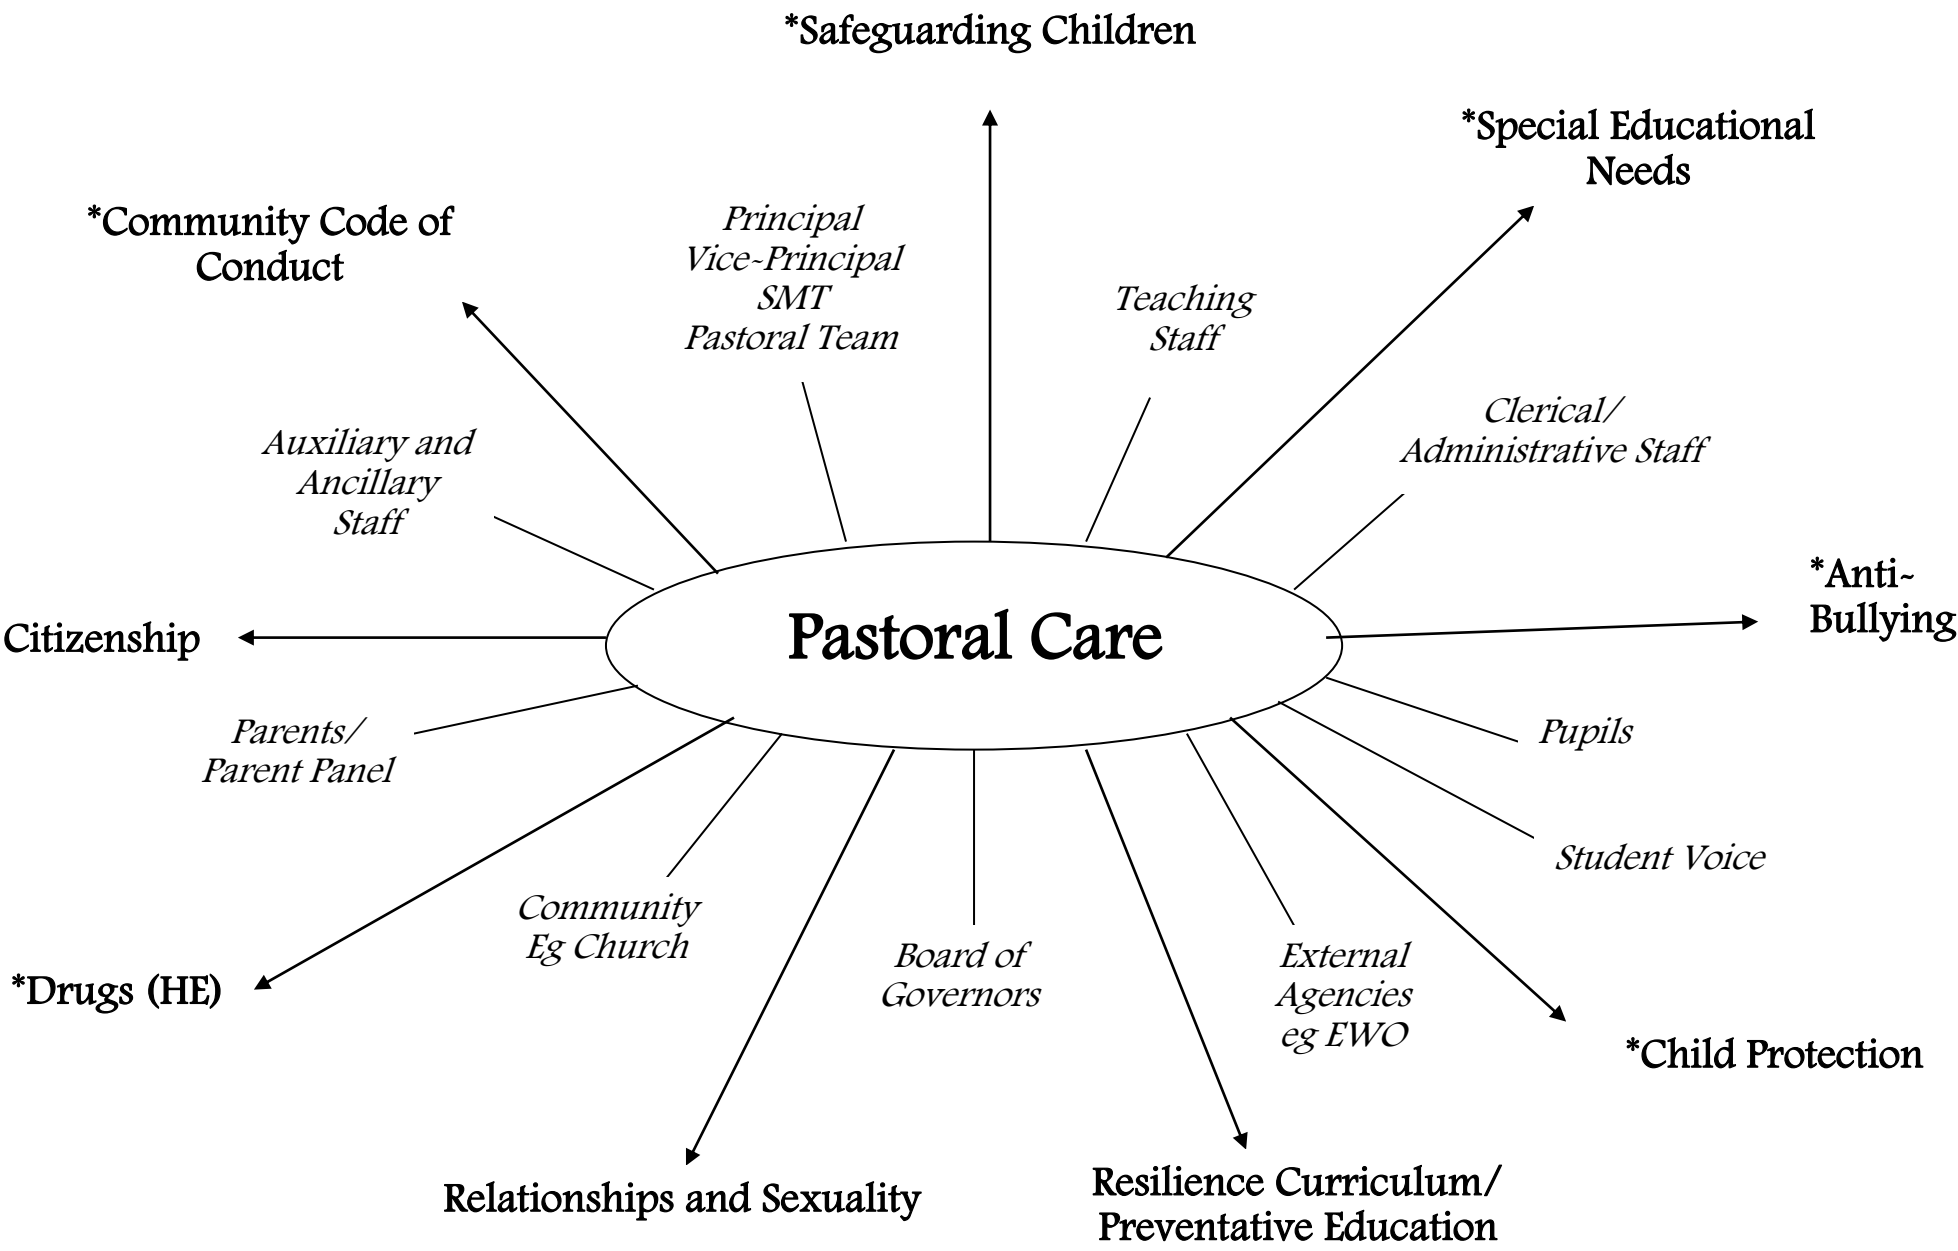 *Safeguarding Children
*Special Educational
Needs
*Community Code of
Conduct
Principal
Vice-Principal
SMT
Pastoral Team
Teaching
Staff
Clerical/
Administrative Staff
Auxiliary and
Ancillary
Staff
*Anti-
Bullying
Citizenship
Pastoral Care
Parents/
Parent Panel
Pupils
Student Voice
Community
Eg Church
Board of
Governors
External
Agencies
eg EWO
*Drugs (HE)
*Child Protection
Relationships and Sexuality
Resilience Curriculum/
Preventative Education